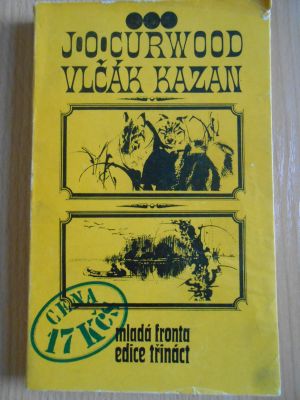 J•O•CURWOOD
VLČÁK KAZAN
CENA
17 Kčs
mladá fronta
edice třináct